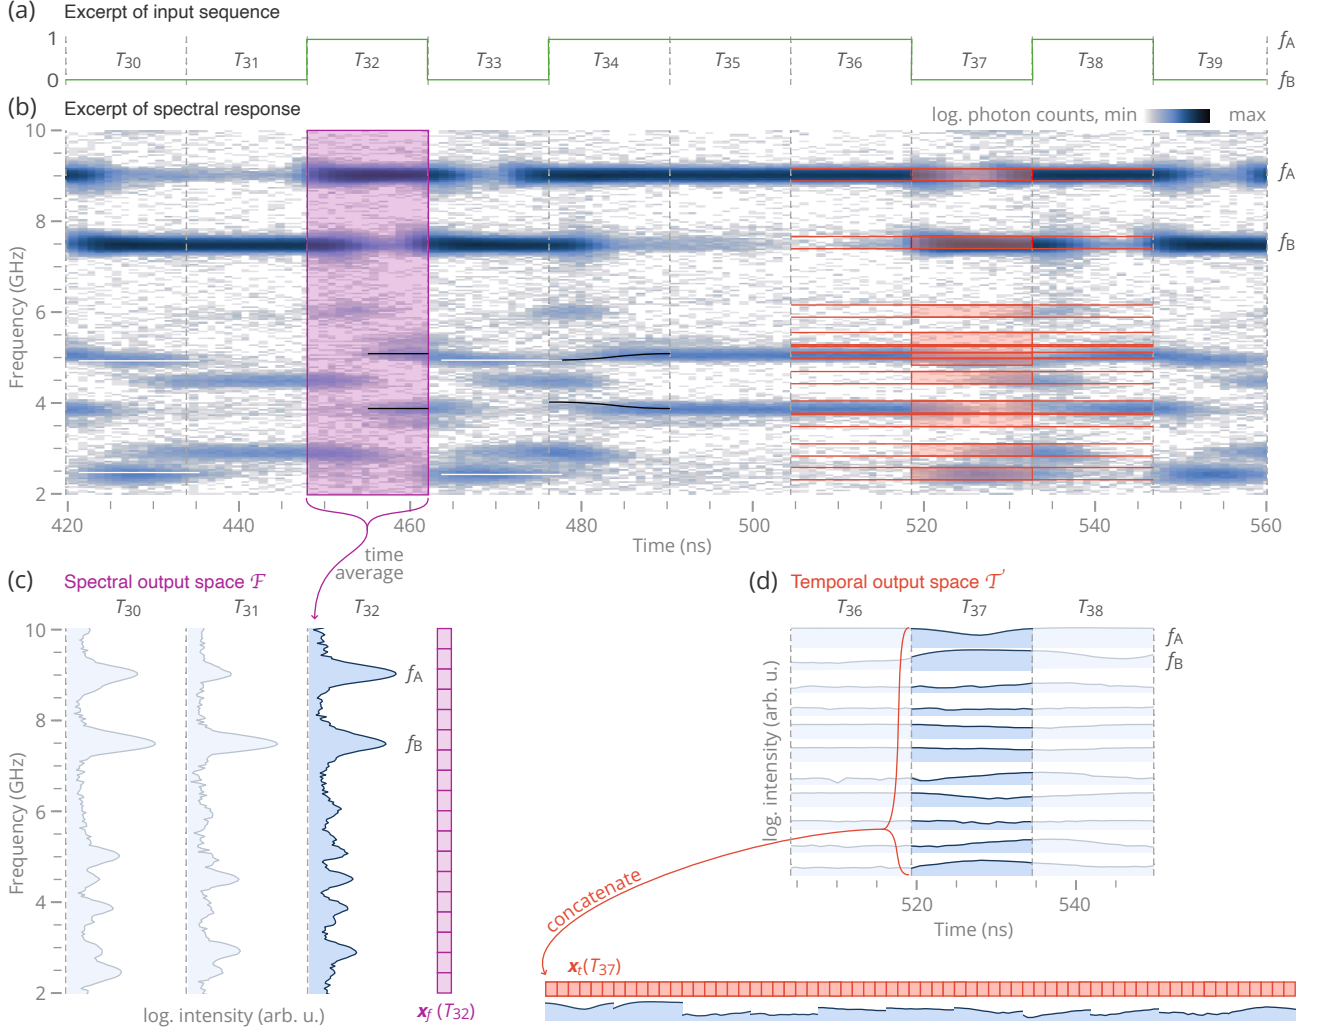 (a) Excerpt of input sequence
1 T30 T31 T32 T33 T34 T35 T36 T37 T38 T39 fA
0 fB
(b) Excerpt of spectral response
log. photon counts, min max
10
fA
8
fB
6
4
2
Frequency (GHz)
420 440 460 480 500 520 540 560
Time (ns)
time
average
(c) Spectral output space ℱ
T30 T31 T32
10
fA
8
fB
6
4
2
Frequency (GHz)
log. intensity (arb. u.)
xf (T32)
(d) Temporal output space 𝒯
T36 T37 T38
fA
fB
log. intensity (arb. u.)
520 540
Time (ns)
concatenate
xt(T37)